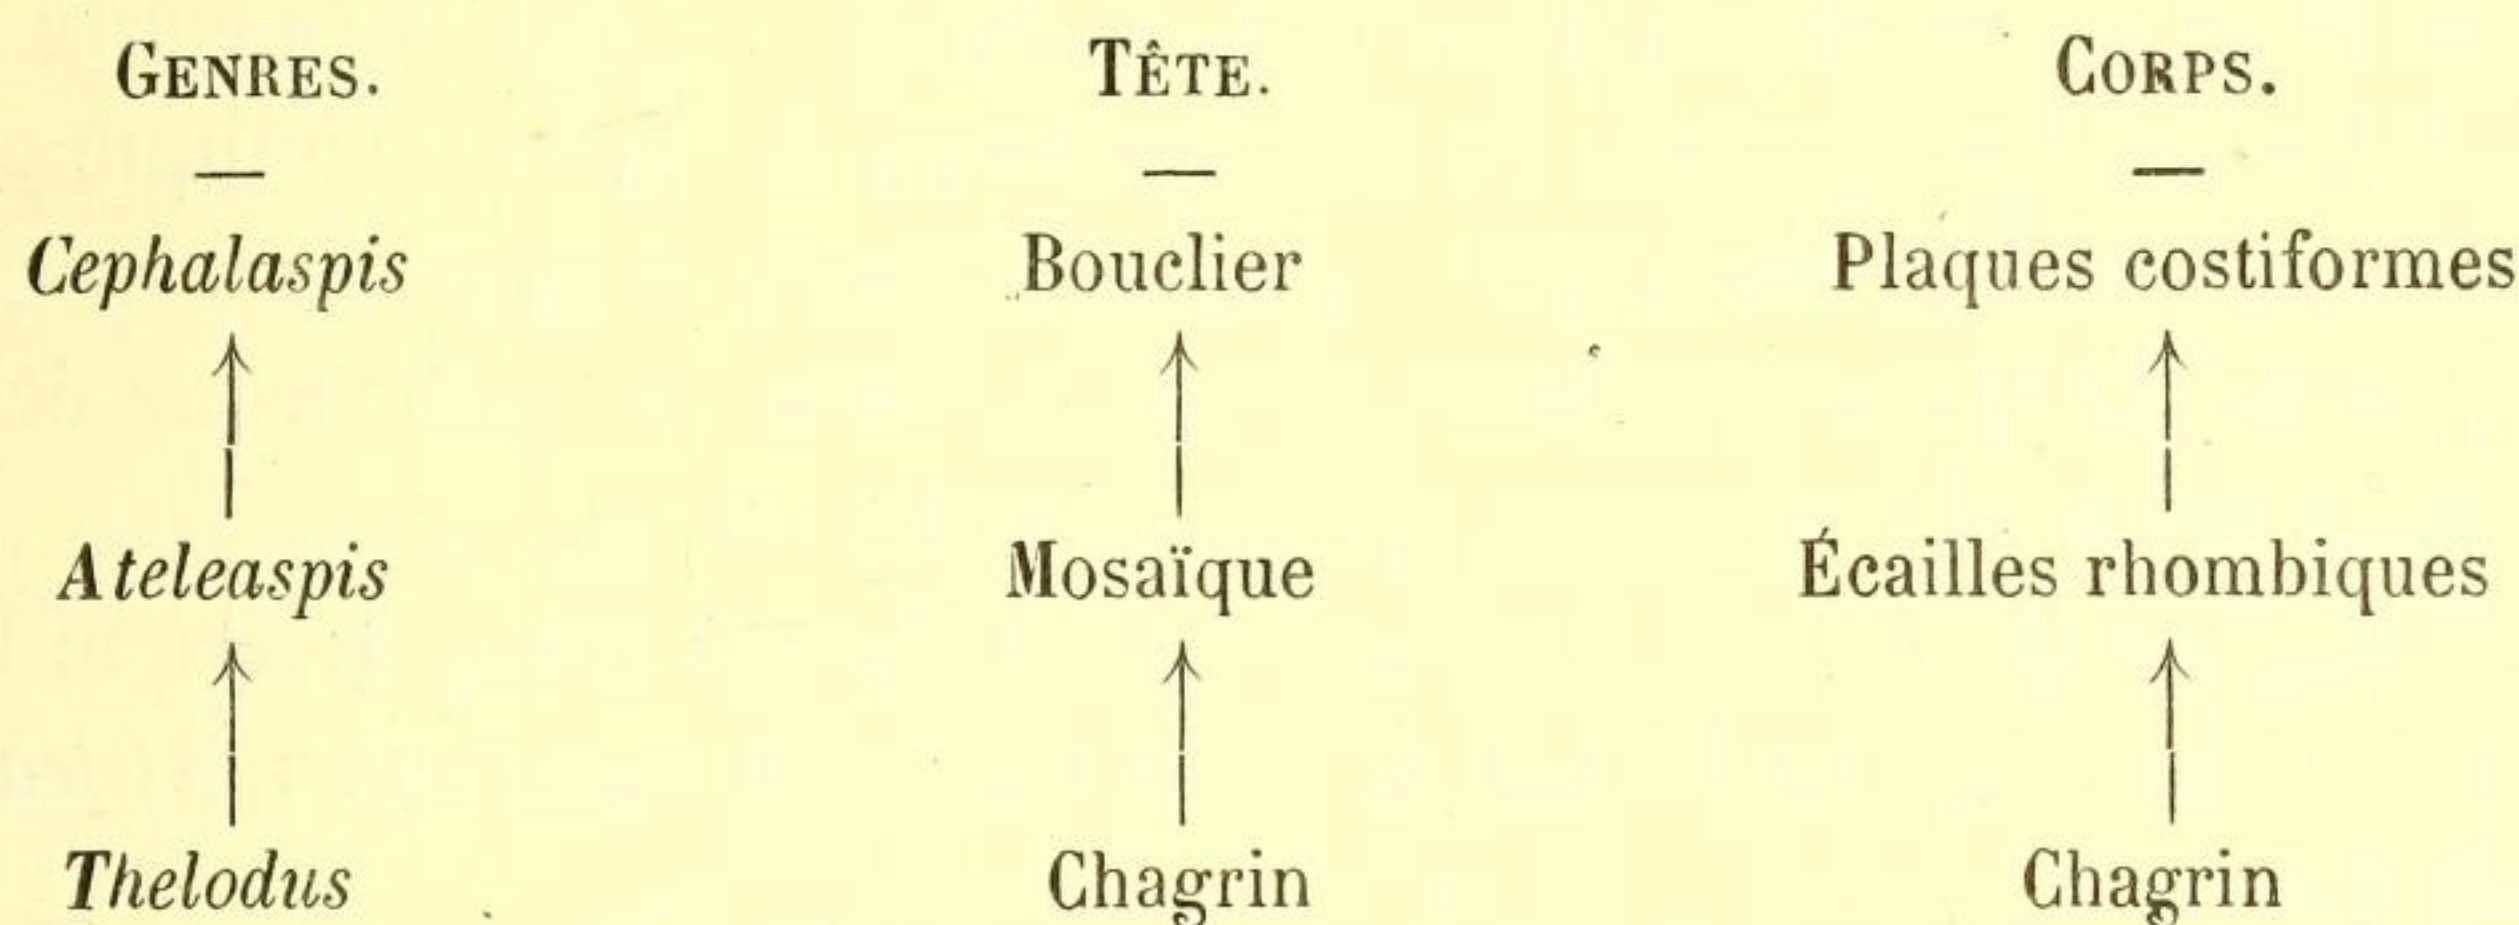 GENRES. TÊTE. CORPS.
Cephalaspis Bouclier Plaques costiformes
Ateleaspis Mosaïque Écailles rhombiques
Thelodus Chagrin Chagrin